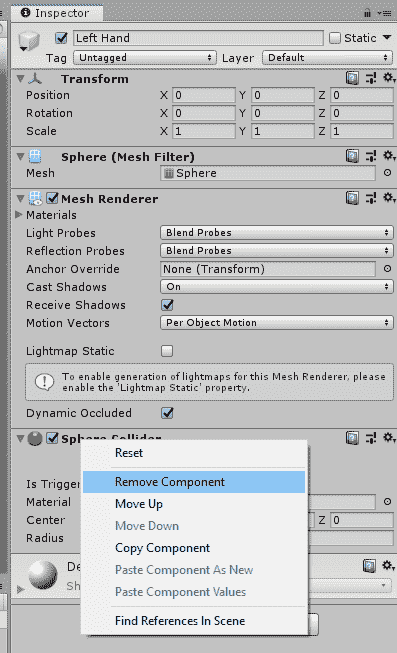 Inspector
Left Hand Static
Tag Untagged Layer Default
Transform
Position X 0 Y 0 Z 0
Rotation X 0 Y 0 Z 0
Scale X 1 Y 1 Z 1
Sphere (Mesh Filter)
Mesh Sphere
Mesh Renderer
Materials
Light Probes Blend Probes
Reflection Probes Blend Probes
Anchor Override None (Transform)
Cast Shadows On
Receive Shadows
Motion Vectors Per Object Motion
Lightmap Static
To enable generation of lightmaps for this Mesh Renderer, please
enable the 'Lightmap Static' property.
Dynamic Occluded
Sphere Collider
Reset
Is Trigge
Remove Component
Material
Move Up
Center Z 0
Move Down
Radius
Copy Component
De
Paste Component As New
Sh
Paste Component Values
Find References In Scene